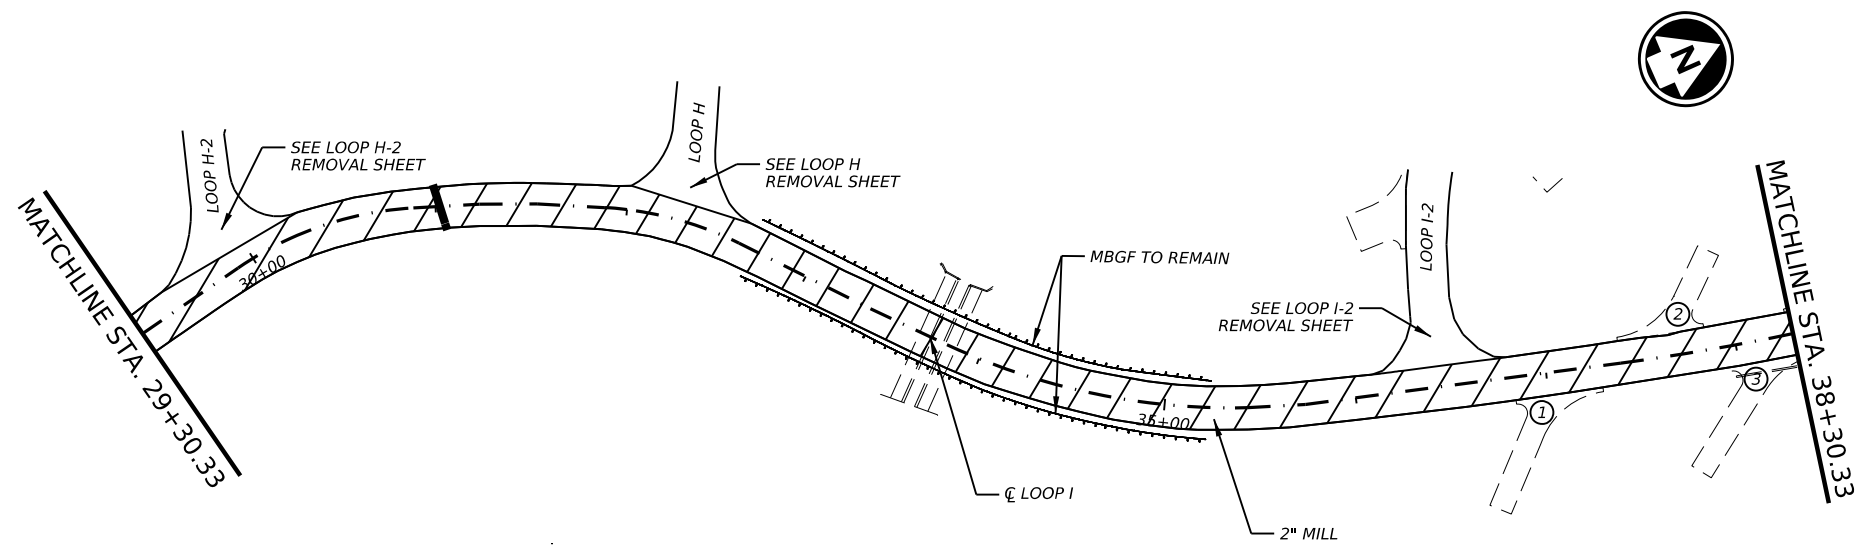 N
MATCHLINE STA. 29+30.33
LOOP H-2
SEE LOOP H-2
REMOVAL SHEET
30+00
LOOP H
SEE LOOP H
REMOVAL SHEET
MBGF TO REMAIN
℄ LOOP I
35+00
2" MILL
SEE LOOP I-2
REMOVAL SHEET
LOOP I-2
1
2
3
MATCHLINE STA. 38+30.33